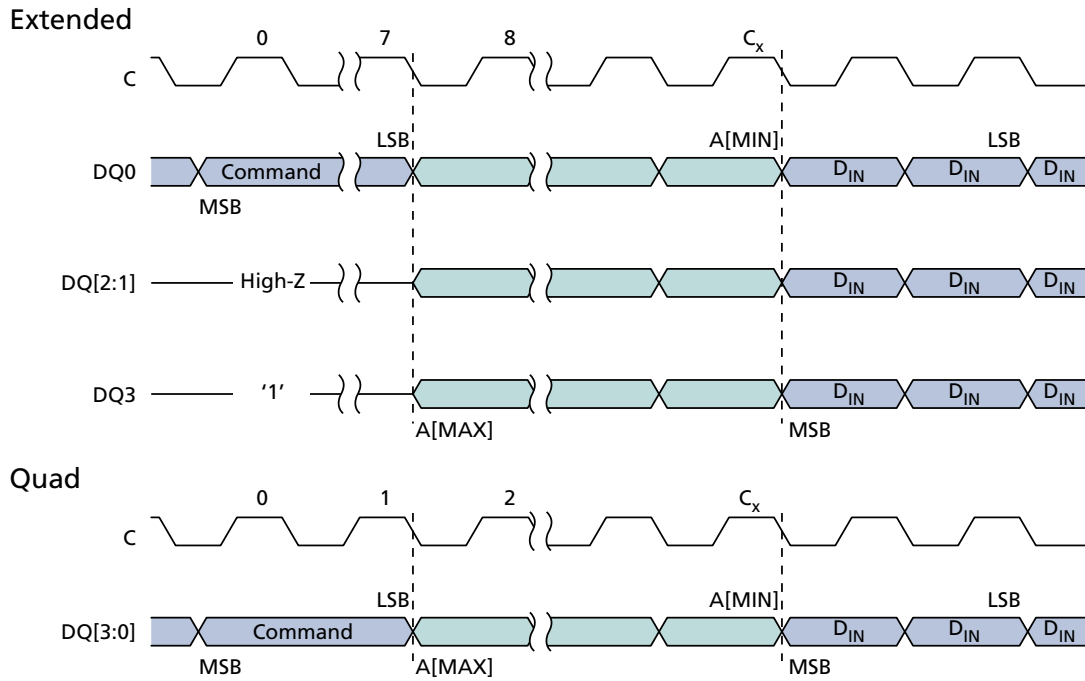 Extended
0 7 8 Cx
C
LSB A[MIN] LSB
DQ0 Command DIN DIN DIN
MSB
DQ[2:1] High-Z DIN DIN DIN
DQ3 '1' DIN DIN DIN
A[MAX] MSB
Quad
0 1 2 Cx
C
LSB A[MIN] LSB
DQ[3:0] Command DIN DIN DIN
MSB A[MAX] MSB